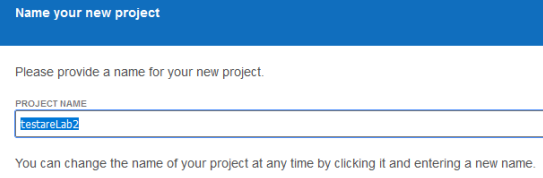 Name your new project
Please provide a name for your new project.
PROJECT NAME
testareLab2
You can change the name of your project at any time by clicking it and entering a new name.